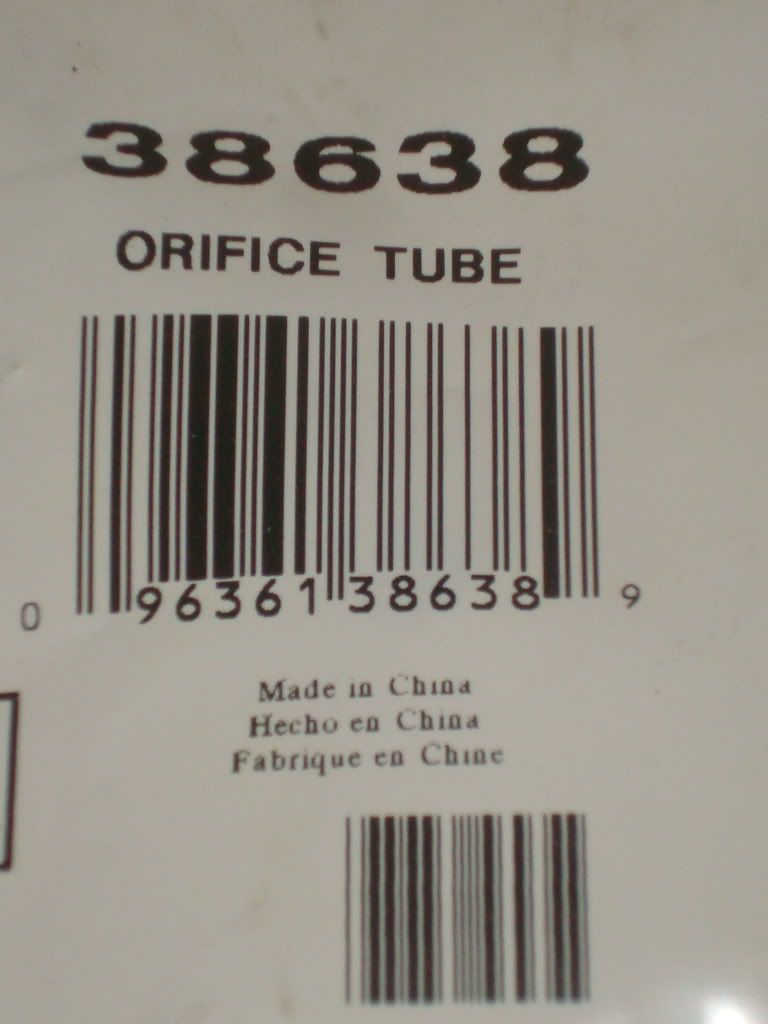 38638
ORIFICE TUBE
0 96361 38638 9
Made in China
Hecho en China
Fabrique en Chine